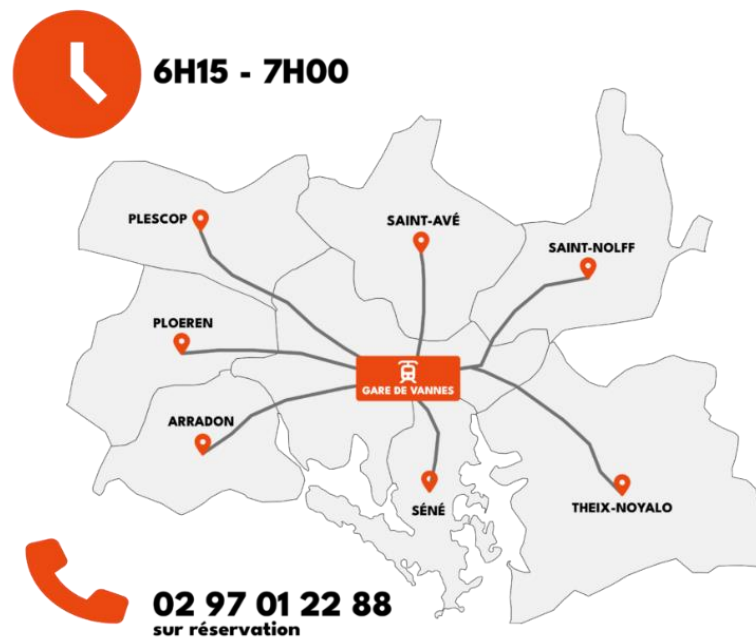 6H15 - 7H00
PLESCOP
SAINT-AVÉ
SAINT-NOLFF
PLOEREN
GARE DE VANNES
ARRADON
SÉNÉ
THEIX-NOYALO
02 97 01 22 88
sur réservation